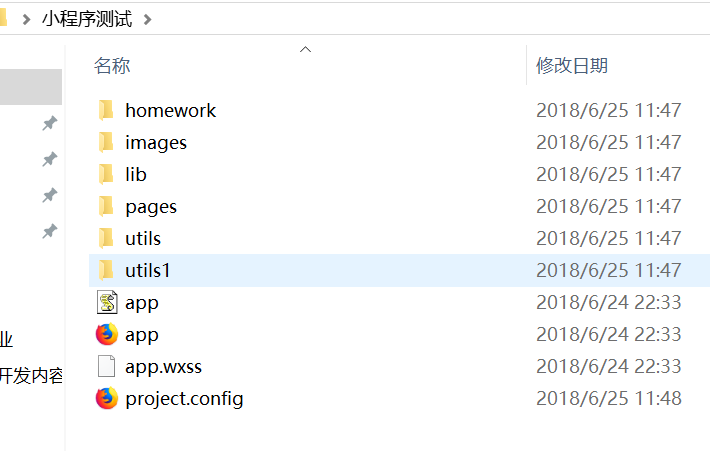 小程序测试
名称 修改日期
homework 2018/6/25 11:47
images 2018/6/25 11:47
lib 2018/6/25 11:47
pages 2018/6/25 11:47
utils 2018/6/25 11:47
utils1 2018/6/25 11:47
app 2018/6/24 22:33
app 2018/6/24 22:33
业
app.wxss 2018/6/24 22:33
开发内容
project.config 2018/6/25 11:48